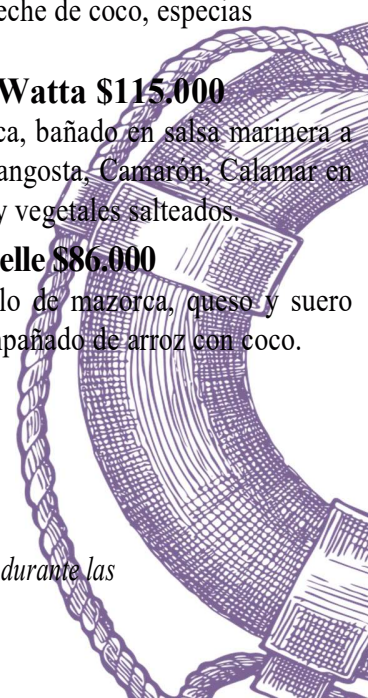 eche de coco, especias
Watta $115.000
ca, bañado en salsa marinera a
angosta, Camarón, Calamar en
y vegetales salteados.
elle $86.000
lo de mazorca, queso y suero
pañado de arroz con coco.
durante las